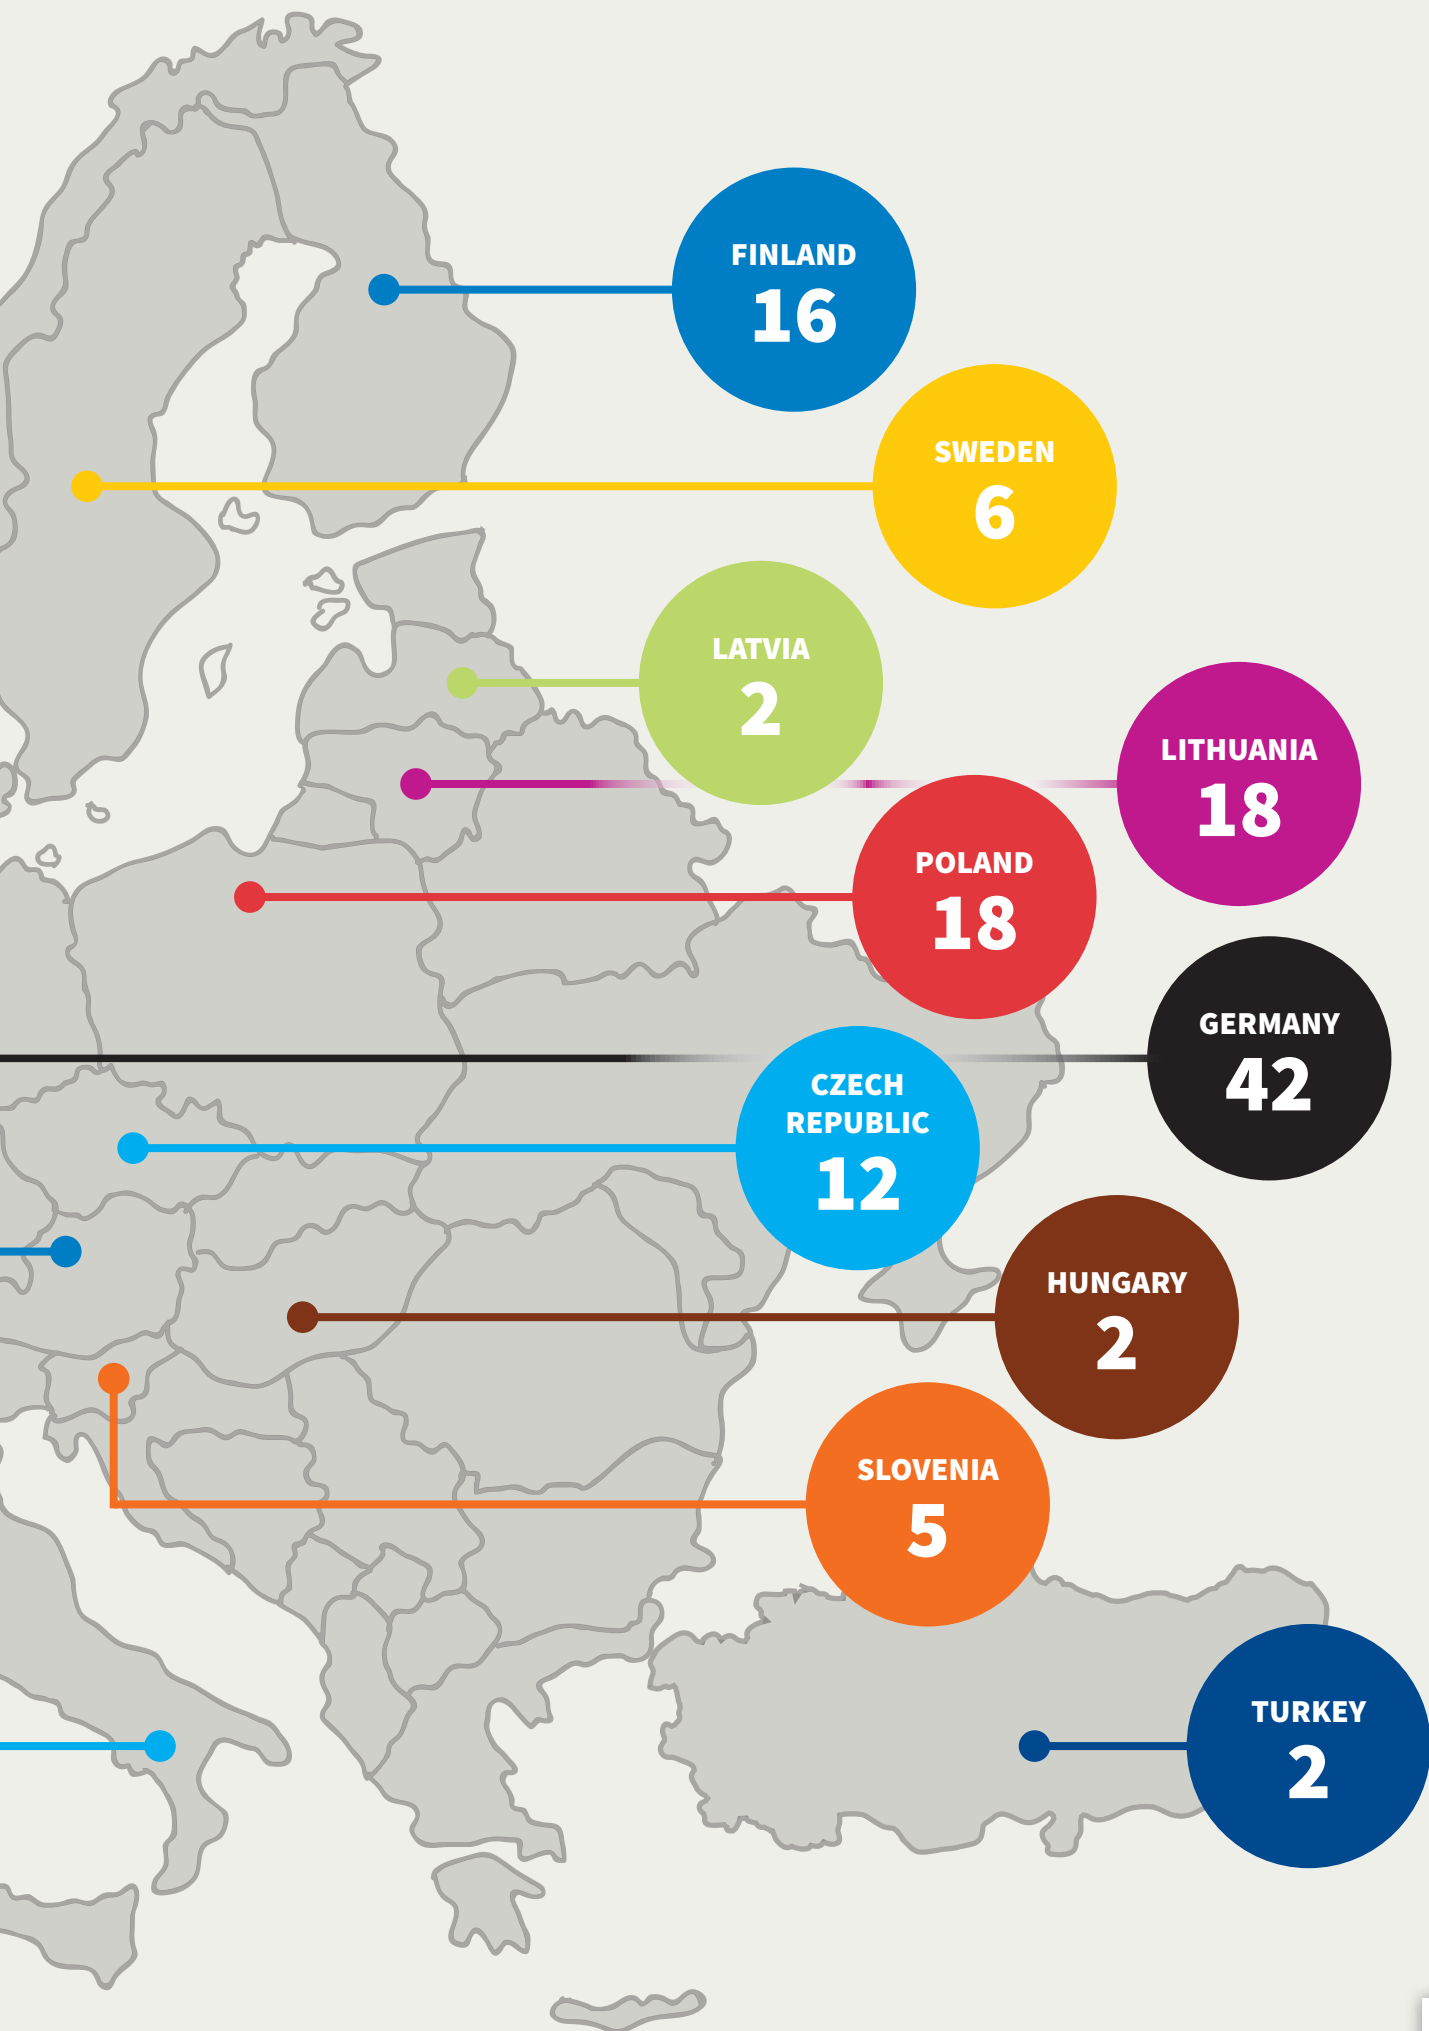 FINLAND
16
SWEDEN
6
LATVIA
2
LITHUANIA
18
POLAND
18
GERMANY
42
CZECH
REPUBLIC
12
HUNGARY
2
SLOVENIA
5
TURKEY
2